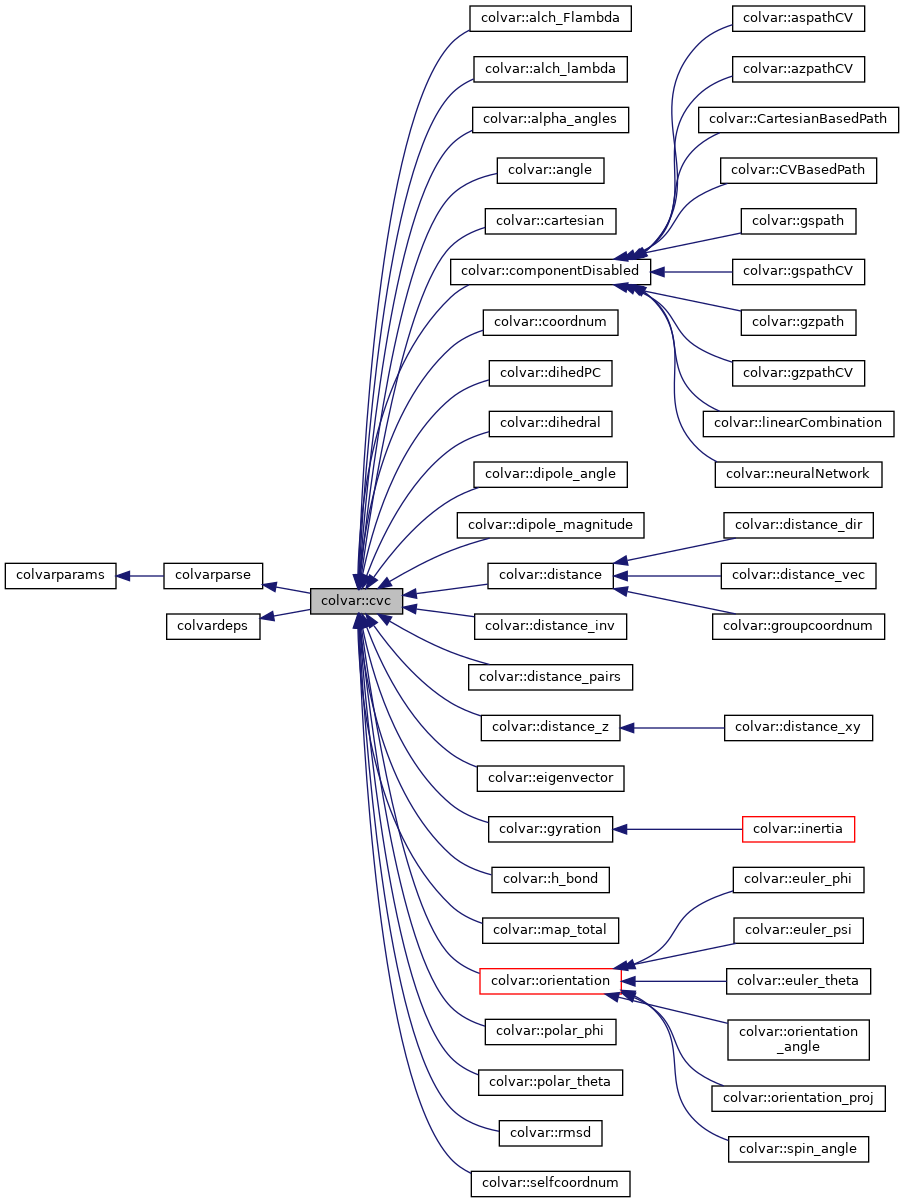 colvarparams
colvarparse
colvardeps
colvar::cvc
colvar::alch_Flambda
colvar::alch_lambda
colvar::alpha_angles
colvar::angle
colvar::cartesian
colvar::componentDisabled
colvar::coordnum
colvar::dihedPC
colvar::dihedral
colvar::dipole_angle
colvar::dipole_magnitude
colvar::distance
colvar::distance_inv
colvar::distance_pairs
colvar::distance_z
colvar::eigenvector
colvar::gyration
colvar::h_bond
colvar::map_total
colvar::orientation
colvar::polar_phi
colvar::polar_theta
colvar::rmsd
colvar::selfcoordnum
colvar::aspathCV
colvar::azpathCV
colvar::CartesianBasedPath
colvar::CVBasedPath
colvar::gspath
colvar::gspathCV
colvar::gzpath
colvar::gzpathCV
colvar::linearCombination
colvar::neuralNetwork
colvar::distance_dir
colvar::distance_vec
colvar::groupcoordnum
colvar::distance_xy
colvar::inertia
colvar::euler_phi
colvar::euler_psi
colvar::euler_theta
colvar::orientation
_angle
colvar::orientation_proj
colvar::spin_angle